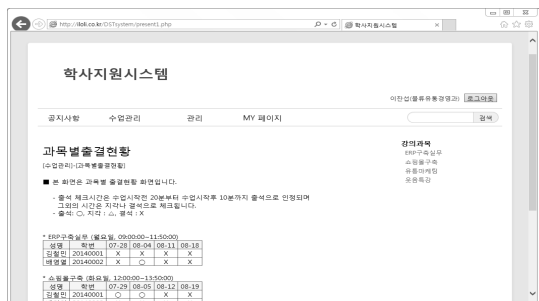 http://iloli.co.kr/OSTsystem/present1.php
학사지원시스템
학사지원시스템
이찬섭(물류유통경영과) 로그아웃
공지사항 수업관리 관리 MY 페이지 검색
과목별출결현황
[수업관리]-[과목별출결현황]
■ 본 화면은 과목별 출결현황 화면입니다.
- 출석 체크시간은 수업시작전 20분부터 수업시작후 10분까지 출석으로 인정되며
그외의 시간은 지각나 결석으로 체크됩니다.
- 출석: ○, 지각 : △, 결석 : X
* ERP구축실무 (월요일, 09:00:00~11:50:00)
성명 학번 07-28 08-04 08-11 08-18
김철민 20140001 X X X X
배영열 20140002 X ○ X X
* 쇼핑몰구축 (화요일, 12:00:00~13:50:00)
성명 학번 07-29 08-05 08-12 08-19
김철민 20140001 ○ ○ X X
강의과목
ERP구축실무
쇼핑몰구축
유통마케팅
운용특강